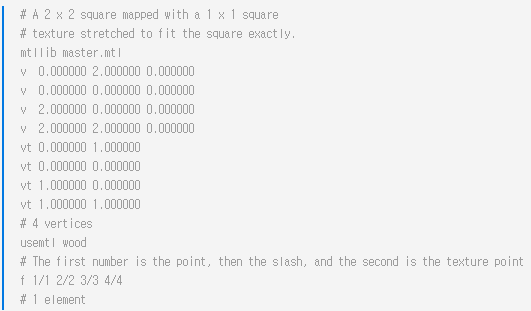 # A 2 x 2 square mapped with a 1 x 1 square
# texture stretched to fit the square exactly.
mtllib master.mtl
v  0.000000 2.000000 0.000000
v  0.000000 0.000000 0.000000
v  2.000000 0.000000 0.000000
v  2.000000 2.000000 0.000000
vt 0.000000 1.000000
vt 0.000000 0.000000
vt 1.000000 0.000000
vt 1.000000 1.000000
# 4 vertices
usemtl wood
# The first number is the point, then the slash, and the second is the texture point
f 1/1 2/2 3/3 4/4
# 1 element